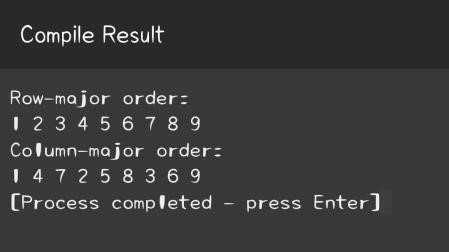 Compile Result
Row-major order:
1 2 3 4 5 6 7 8 9
Column-major order:
1 4 7 2 5 8 3 6 9
[Process completed - press Enter]